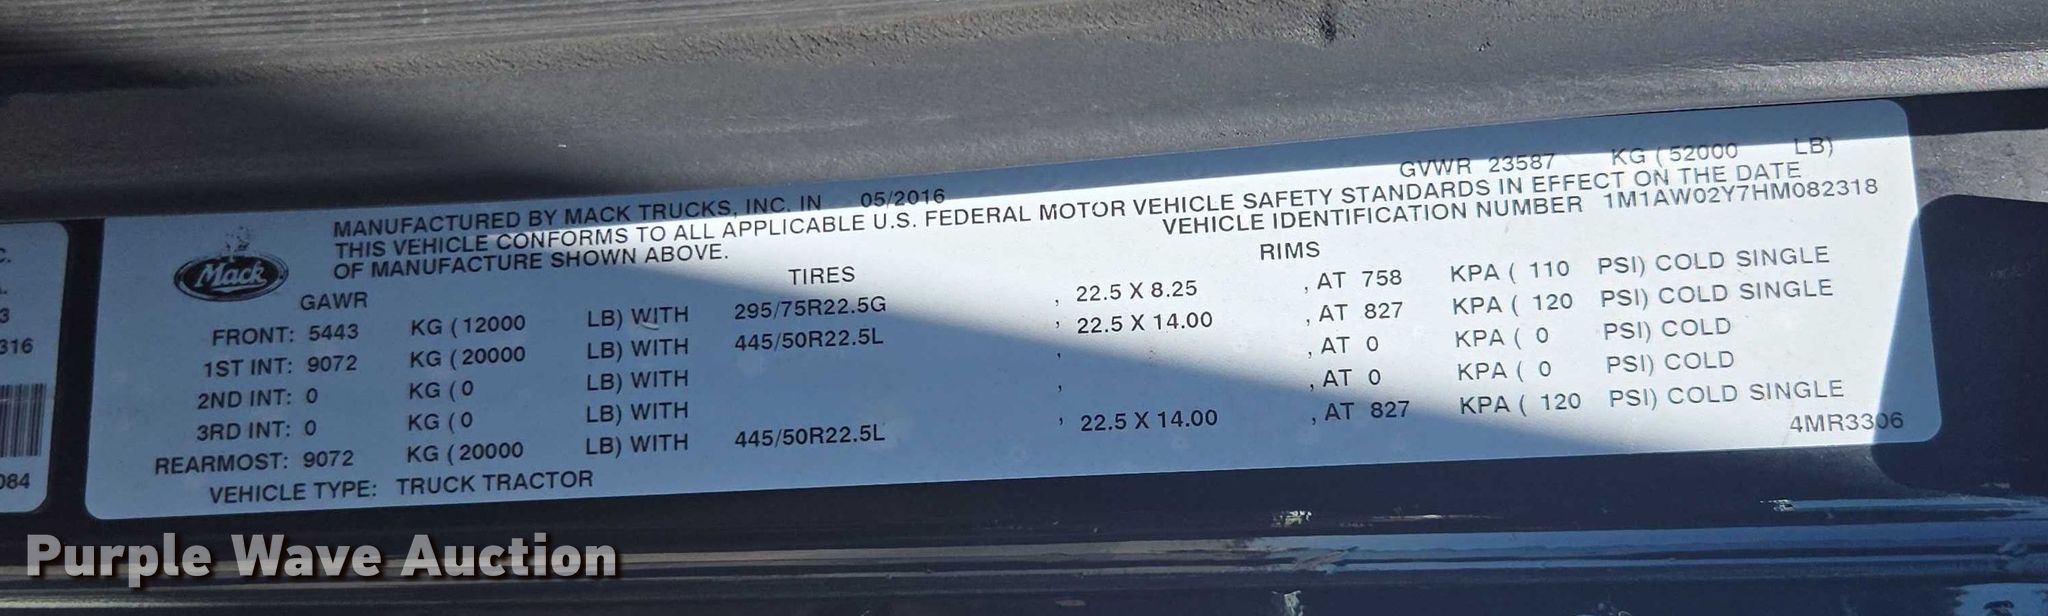 GVWR 23587 KG (52000 LB)
MANUFACTURED BY MACK TRUCKS, INC. IN 05/2016
THIS VEHICLE CONFORMS TO ALL APPLICABLE U.S. FEDERAL MOTOR VEHICLE SAFETY STANDARDS IN EFFECT ON THE DATE
OF MANUFACTURE SHOWN ABOVE. VEHICLE IDENTIFICATION NUMBER 1M1AW02Y7HM082318
Mack
GAWR TIRES RIMS
FRONT: 5443 KG (12000 LB) WITH 295/75R22.5G , 22.5 X 8.25 , AT 758 KPA ( 110 PSI) COLD SINGLE
1ST INT: 9072 KG (20000 LB) WITH 445/50R22.5L , 22.5 X 14.00 , AT 827 KPA ( 120 PSI) COLD SINGLE
2ND INT: 0 KG (0 LB) WITH , , AT 0 KPA ( 0 PSI) COLD
3RD INT: 0 KG (0 LB) WITH , , AT 0 KPA ( 0 PSI) COLD
REARMOST: 9072 KG (20000 LB) WITH 445/50R22.5L , 22.5 X 14.00 , AT 827 KPA ( 120 PSI) COLD SINGLE
VEHICLE TYPE: TRUCK TRACTOR 4MR3306
C.
3
316
084
Purple Wave Auction